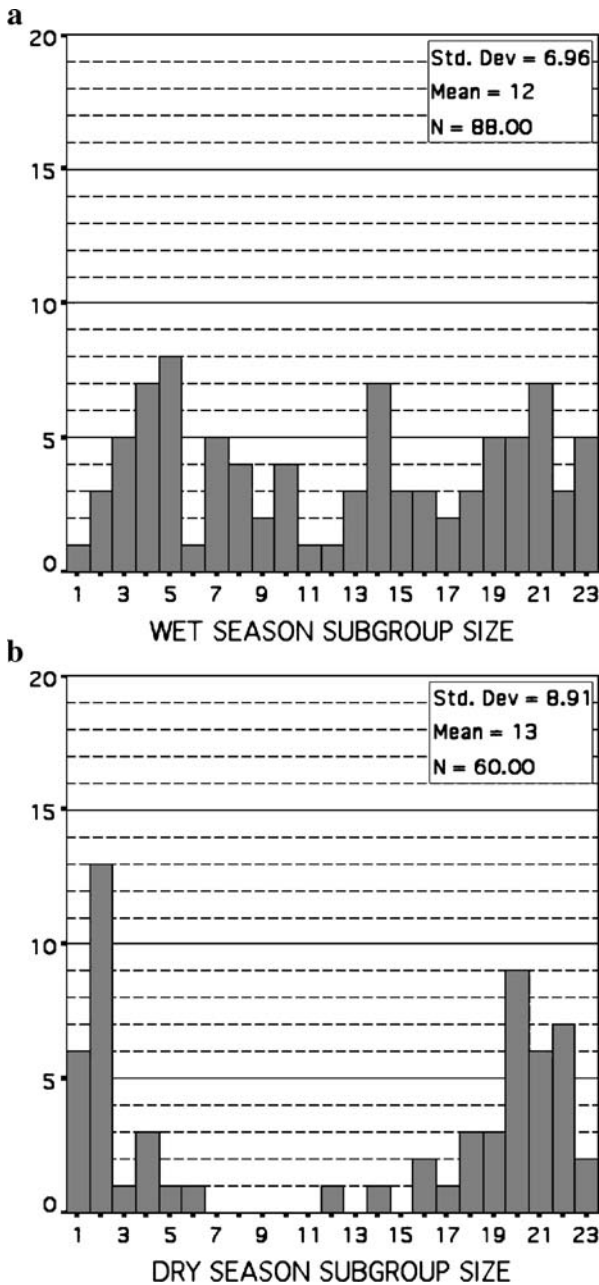 a
20
Std. Dev = 6.96
Mean = 12
N = 88.00
15
10
5
0
1 3 5 7 9 11 13 15 17 19 21 23
WET SEASON SUBGROUP SIZE
b
20
Std. Dev = 8.91
Mean = 13
N = 60.00
15
10
5
0
1 3 5 7 9 11 13 15 17 19 21 23
DRY SEASON SUBGROUP SIZE